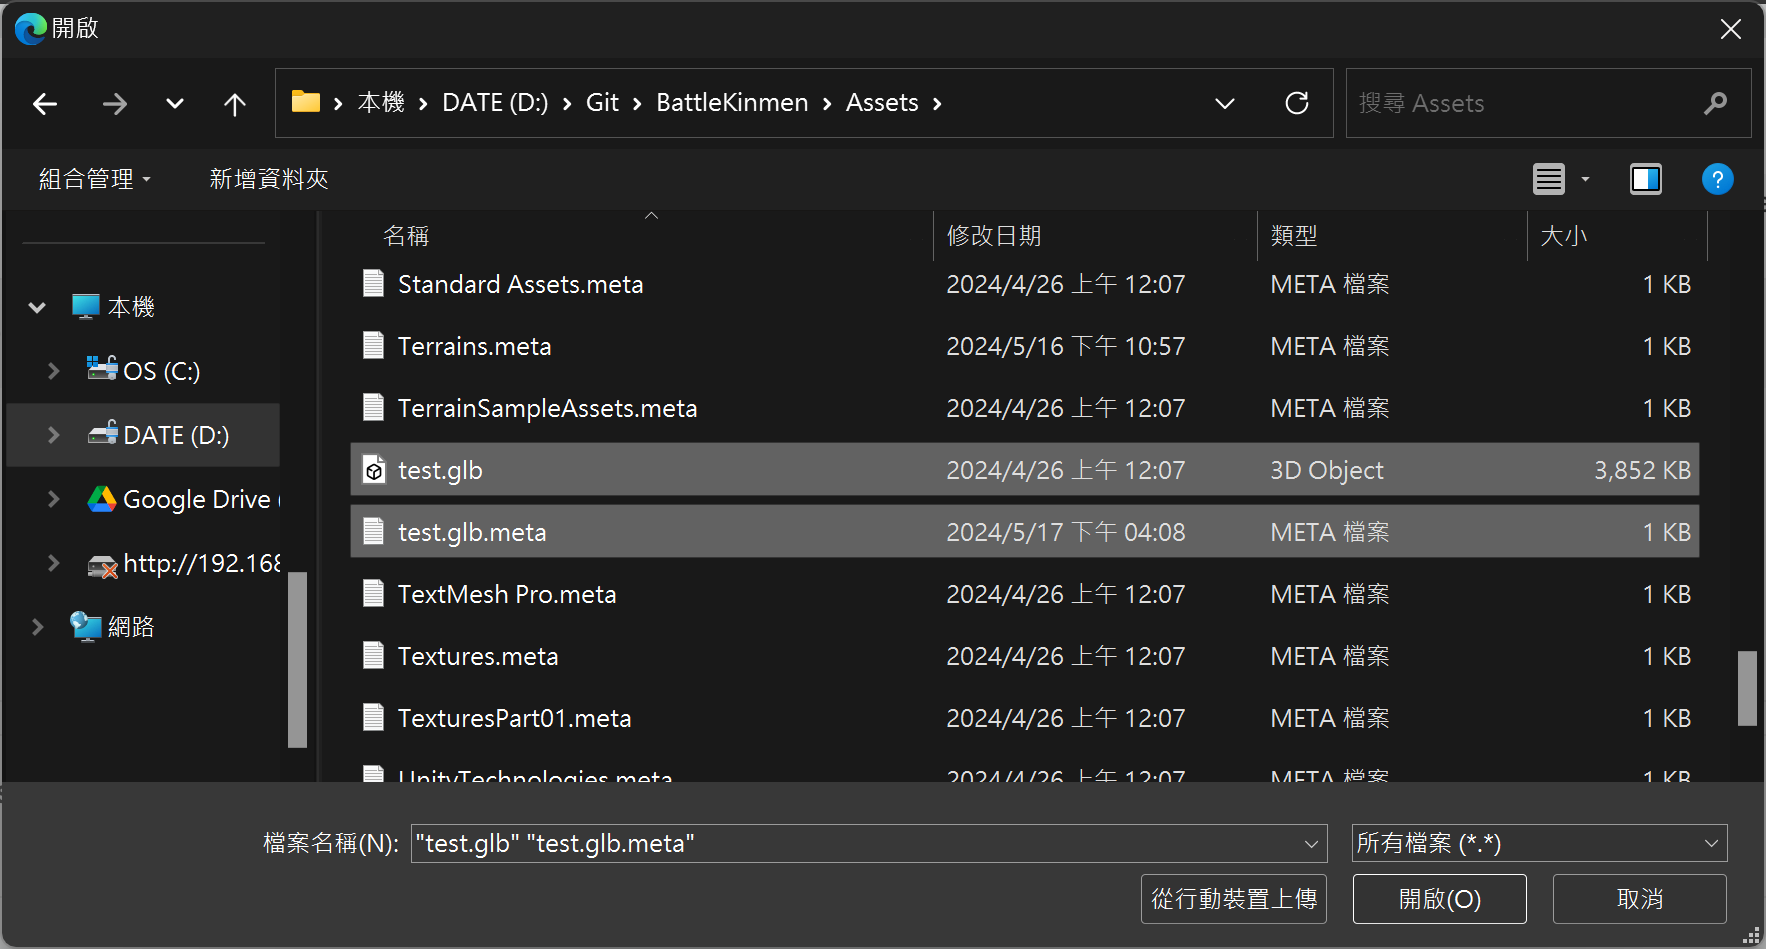 開啟
本機 DATE (D:) Git BattleKinmen Assets
搜尋 Assets
組合管理 新增資料夾
名稱 修改日期 類型 大小
Standard Assets.meta 2024/4/26 上午 12:07 META 檔案 1 KB
Terrains.meta 2024/5/16 下午 10:57 META 檔案 1 KB
TerrainSampleAssets.meta 2024/4/26 上午 12:07 META 檔案 1 KB
test.glb 2024/4/26 上午 12:07 3D Object 3,852 KB
test.glb.meta 2024/5/17 下午 04:08 META 檔案 1 KB
TextMesh Pro.meta 2024/4/26 上午 12:07 META 檔案 1 KB
Textures.meta 2024/4/26 上午 12:07 META 檔案 1 KB
TexturesPart01.meta 2024/4/26 上午 12:07 META 檔案 1 KB
UnityTechnologies.meta 2024/4/26 上午 12:07 META 檔案 1 KB
本機
OS (C:)
DATE (D:)
Google Drive (
http://192.168
網路
檔案名稱(N): "test.glb" "test.glb.meta" 所有檔案 (*.*)
從行動裝置上傳 開啟(O) 取消